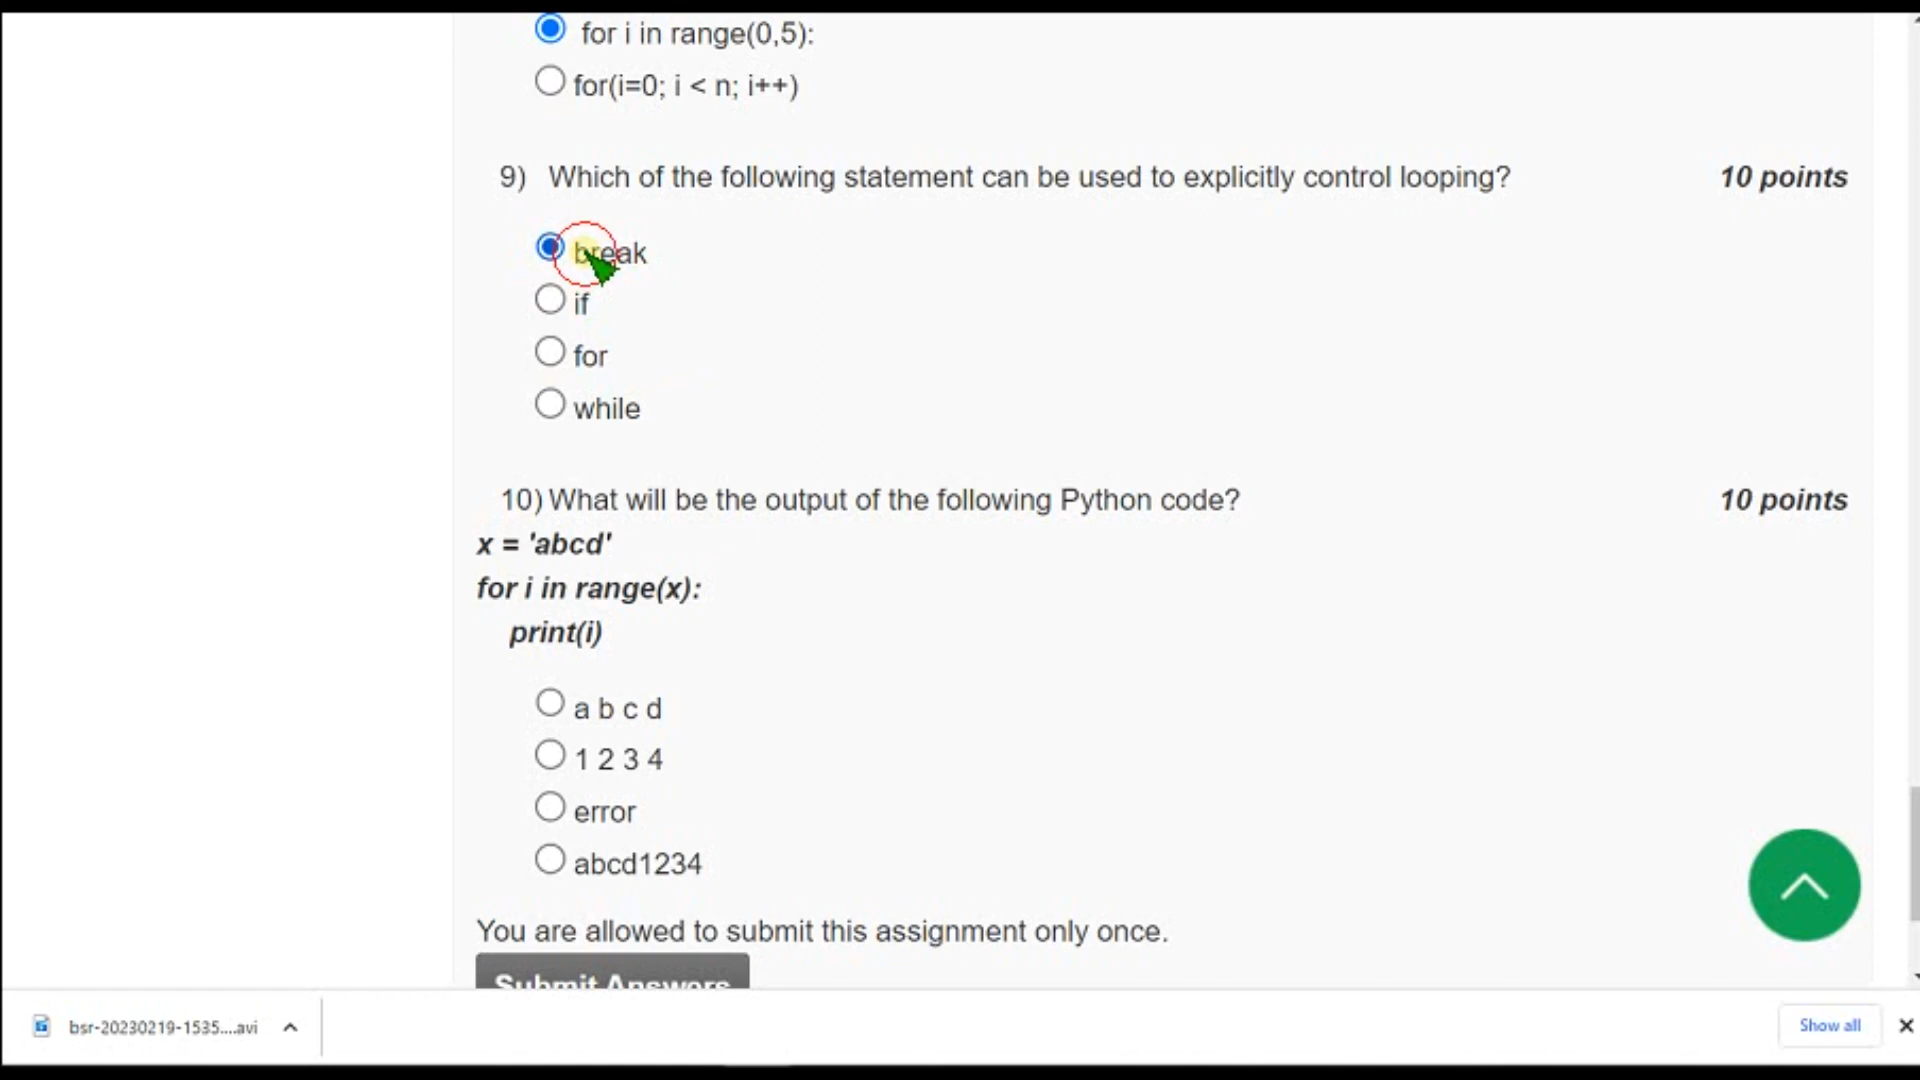 for i in range(0,5):
for(i=0; i < n; i++)
9) Which of the following statement can be used to explicitly control looping? 10 points
break
if
for
while
10) What will be the output of the following Python code? 10 points
x = 'abcd'
for i in range(x):
print(i)
a b c d
1 2 3 4
error
abcd1234
You are allowed to submit this assignment only once.
Submit Answers
bsr-20230219-1535....avi
Show all